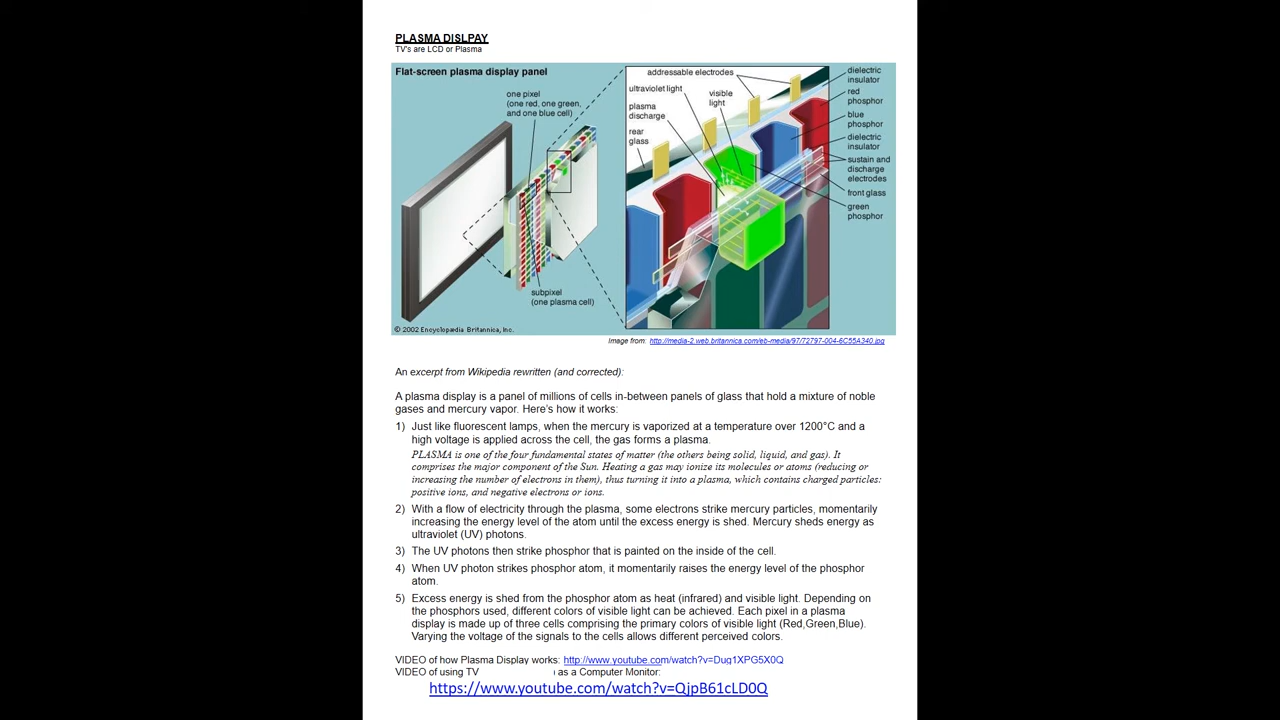 PLASMA DISLPAY
TV's are LCD or Plasma
Flat-screen plasma display panel
one pixel
(one red, one green,
and one blue cell)
subpixel
(one plasma cell)
© 2002 Encyclopædia Britannica, Inc.
addressable electrodes
ultraviolet light
visible
light
plasma
discharge
rear
glass
dielectric
insulator
red
phosphor
blue
phosphor
dielectric
insulator
sustain and
discharge
electrodes
front glass
green
phosphor
Image from: http://media-2.web.britannica.com/eb-media/97/72797-004-6C55A340.jpg
An excerpt from Wikipedia rewritten (and corrected):
A plasma display is a panel of millions of cells in-between panels of glass that hold a mixture of noble
gases and mercury vapor. Here's how it works:
1) Just like fluorescent lamps, when the mercury is vaporized at a temperature over 1200°C and a
high voltage is applied across the cell, the gas forms a plasma.
PLASMA is one of the four fundamental states of matter (the others being solid, liquid, and gas). It
comprises the major component of the Sun. Heating a gas may ionize its molecules or atoms (reducing or
increasing the number of electrons in them), thus turning it into a plasma, which contains charged particles:
positive ions, and negative electrons or ions.
2) With a flow of electricity through the plasma, some electrons strike mercury particles, momentarily
increasing the energy level of the atom until the excess energy is shed. Mercury sheds energy as
ultraviolet (UV) photons.
3) The UV photons then strike phosphor that is painted on the inside of the cell.
4) When UV photon strikes phosphor atom, it momentarily raises the energy level of the phosphor
atom.
5) Excess energy is shed from the phosphor atom as heat (infrared) and visible light. Depending on
the phosphors used, different colors of visible light can be achieved. Each pixel in a plasma
display is made up of three cells comprising the primary colors of visible light (Red,Green,Blue).
Varying the voltage of the signals to the cells allows different perceived colors.
VIDEO of how Plasma Display works: http://www.youtube.com/watch?v=Dug1XPG5X0Q
VIDEO of using TV as a Computer Monitor:
https://www.youtube.com/watch?v=QjpB61cLD0Q